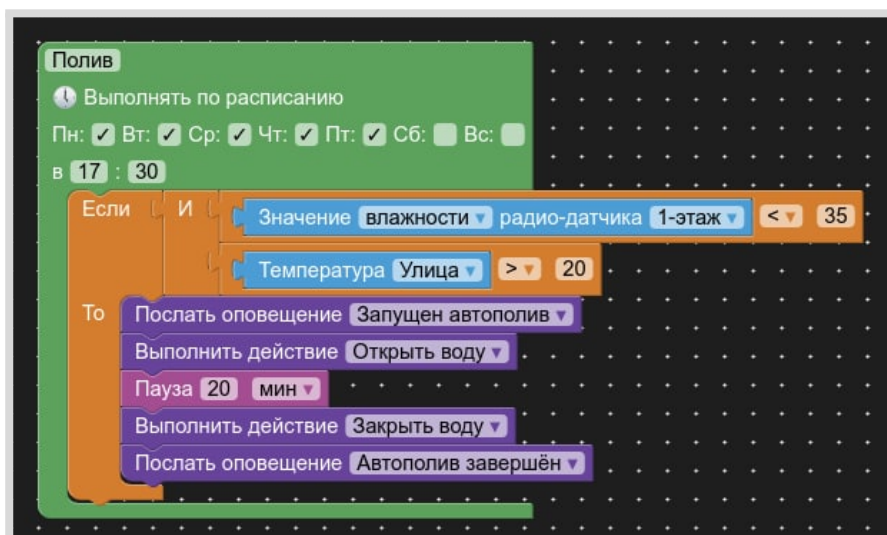 Полив
Выполнять по расписанию
Пн: Вт: Ср: Чт: Пт: Сб: Вс:
в 17 : 30
Если И Значение влажности радио-датчика 1-этаж < 35
Температура Улица > 20
То Послать оповещение Запущен автополив
Выполнить действие Открыть воду
Пауза 20 мин
Выполнить действие Закрыть воду
Послать оповещение Автополив завершён